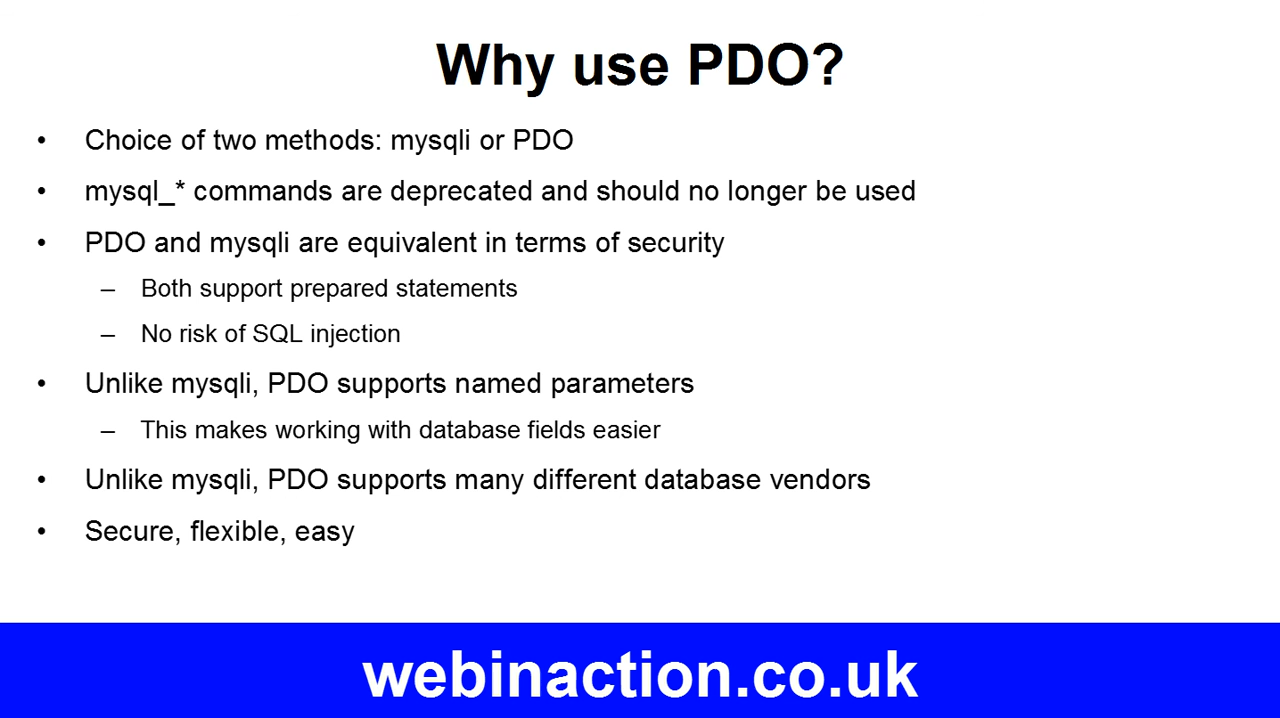 Why use PDO?
• Choice of two methods: mysqli or PDO
• mysql_* commands are deprecated and should no longer be used
• PDO and mysqli are equivalent in terms of security
– Both support prepared statements
– No risk of SQL injection
• Unlike mysqli, PDO supports named parameters
– This makes working with database fields easier
• Unlike mysqli, PDO supports many different database vendors
• Secure, flexible, easy
webinaction.co.uk